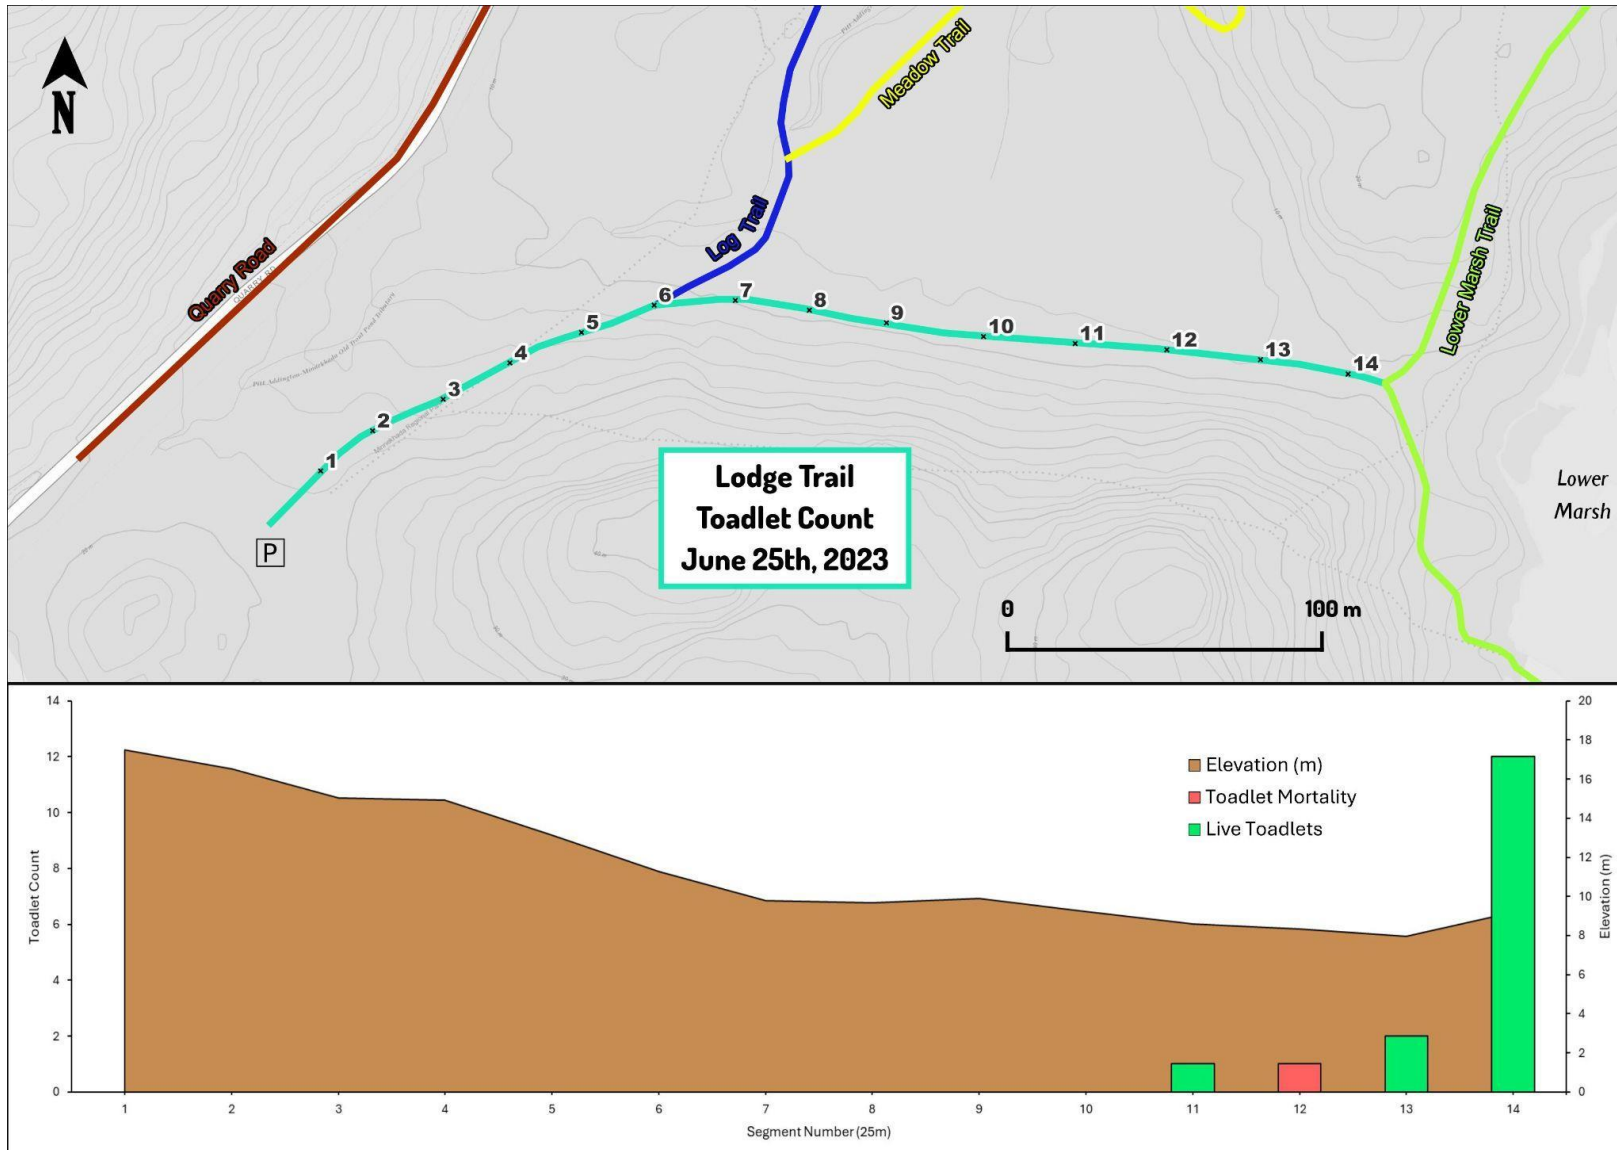 N
Quarry Road
QUARRY RD
Log Trail
Meadow Trail
Lower Marsh Trail
1
2
3
4
5
6
7
8
9
10
11
12
13
14
P
Lodge Trail
Toadlet Count
June 25th, 2023
Lower
Marsh
0
100 m
14
12
10
8
6
4
2
0
Toadlet Count
Elevation (m)
Toadlet Mortality
Live Toadlets
20
18
16
14
12
10
8
6
4
2
0
Elevation (m)
1
2
3
4
5
6
7
8
9
10
11
12
13
14
Segment Number (25m)